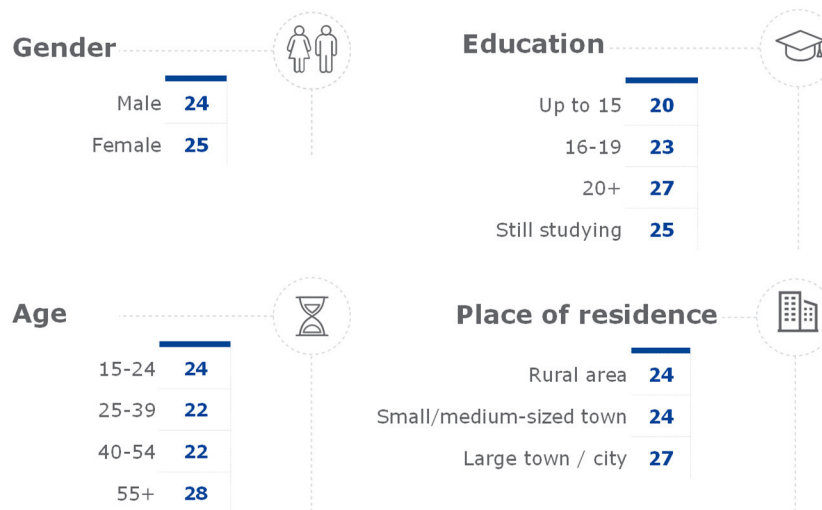 Gender
Male 24
Female 25
Education
Up to 15 20
16-19 23
20+ 27
Still studying 25
Age
15-24 24
25-39 22
40-54 22
55+ 28
Place of residence
Rural area 24
Small/medium-sized town 24
Large town / city 27